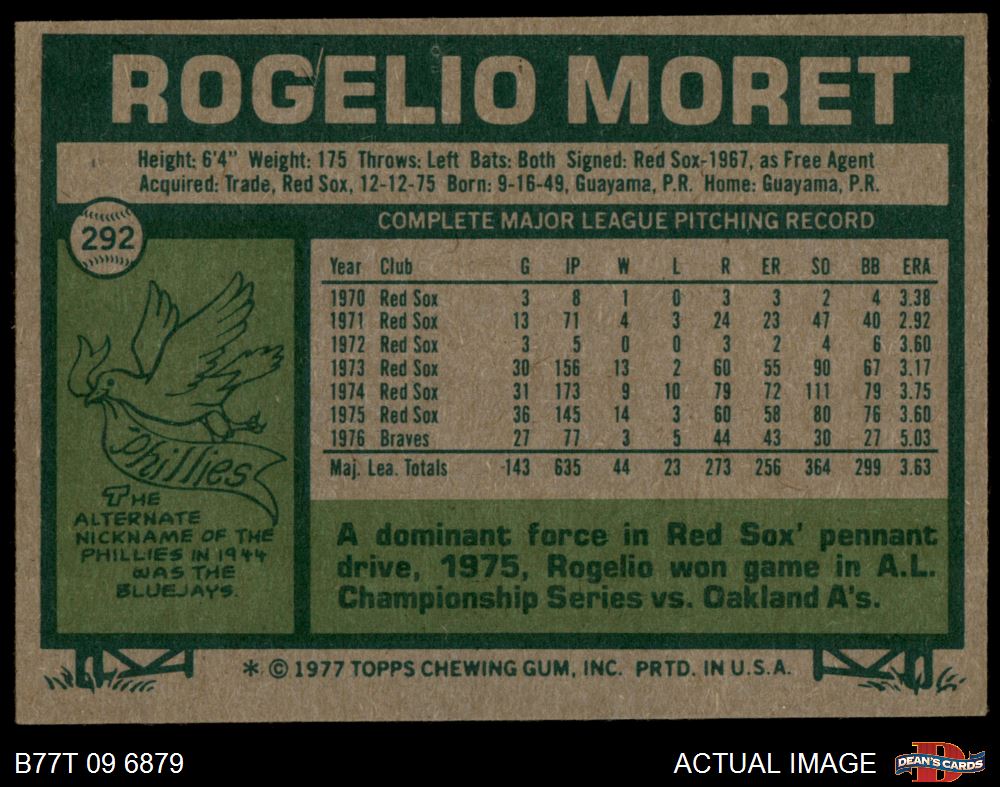 ROGELIO MORET
Height: 6'4" Weight: 175 Throws: Left Bats: Both Signed: Red Sox-1967, as Free Agent
Acquired: Trade, Red Sox, 12-12-75 Born: 9-16-49, Guayama, P.R. Home: Guayama, P.R.
292
COMPLETE MAJOR LEAGUE PITCHING RECORD
Year Club G IP W L R ER SO BB ERA
1970 Red Sox 3 8 1 0 3 3 2 4 3.38
1971 Red Sox 13 71 4 3 24 23 47 40 2.92
1972 Red Sox 3 5 0 0 3 2 4 6 3.60
1973 Red Sox 30 156 13 2 60 55 90 67 3.17
1974 Red Sox 31 173 9 10 79 72 111 79 3.75
1975 Red Sox 36 145 14 3 60 58 80 76 3.60
1976 Braves 27 77 3 5 44 43 30 27 5.03
Maj. Lea. Totals 143 635 44 23 273 256 364 299 3.63
Phillies
THE
ALTERNATE
NICKNAME OF THE
PHILLIES IN 1944
WAS THE
BLUEJAYS.
A dominant force in Red Sox' pennant
drive, 1975, Rogelio won game in A.L.
Championship Series vs. Oakland A's.
* © 1977 TOPPS CHEWING GUM, INC. PRTD. IN U.S.A.
B77T 09 6879
ACTUAL IMAGE
DEAN'S CARDS